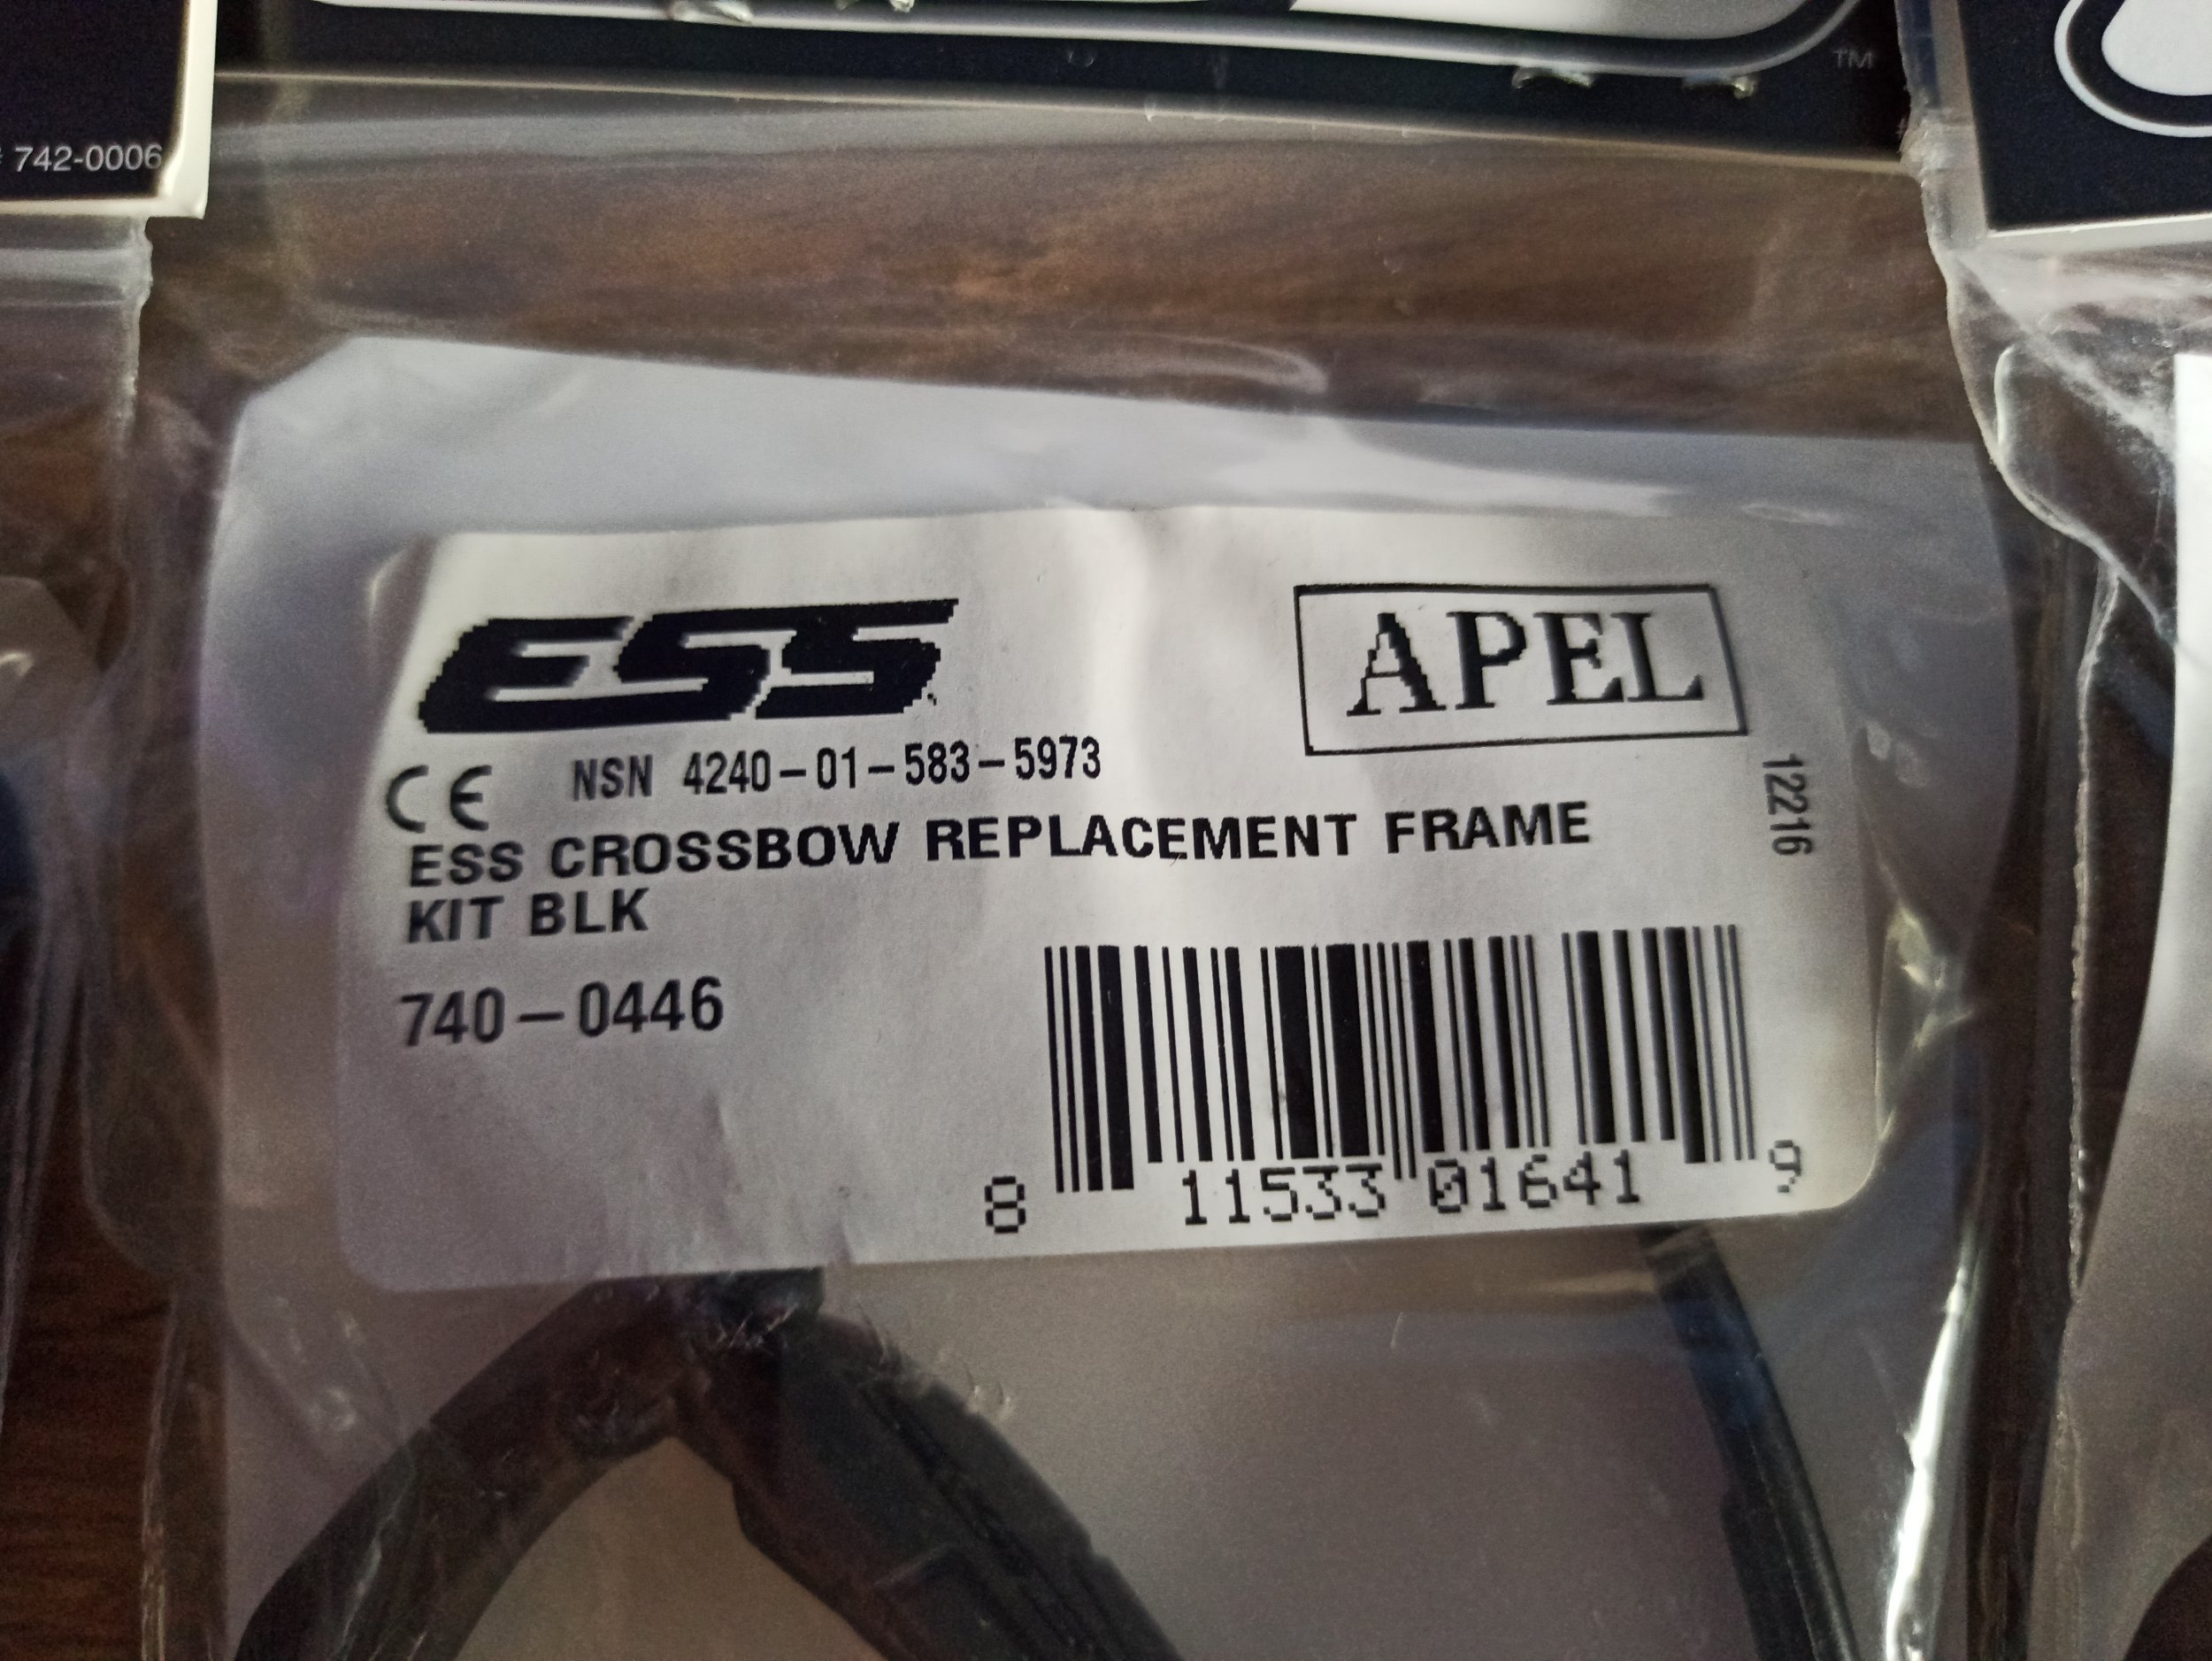 TM
742-0006
ESS
APEL
CE NSN 4240-01-583-5973
12216
ESS CROSSBOW REPLACEMENT FRAME
KIT BLK
740-0446
8 11533 01641 9